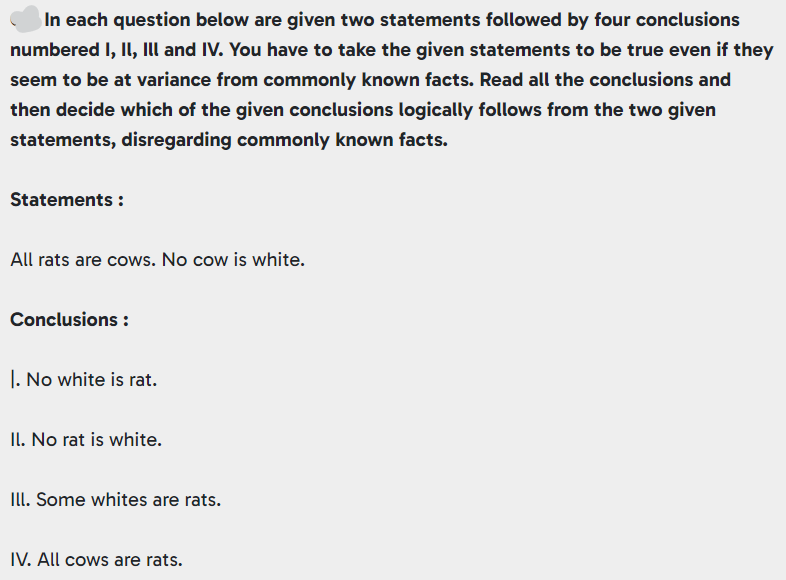 In each question below are given two statements followed by four conclusions
numbered I, Il, Ill and IV. You have to take the given statements to be true even if they
seem to be at variance from commonly known facts. Read all the conclusions and
then decide which of the given conclusions logically follows from the two given
statements, disregarding commonly known facts.
Statements :
All rats are cows. No cow is white.
Conclusions :
|. No white is rat.
Il. No rat is white.
Ill. Some whites are rats.
IV. All cows are rats.